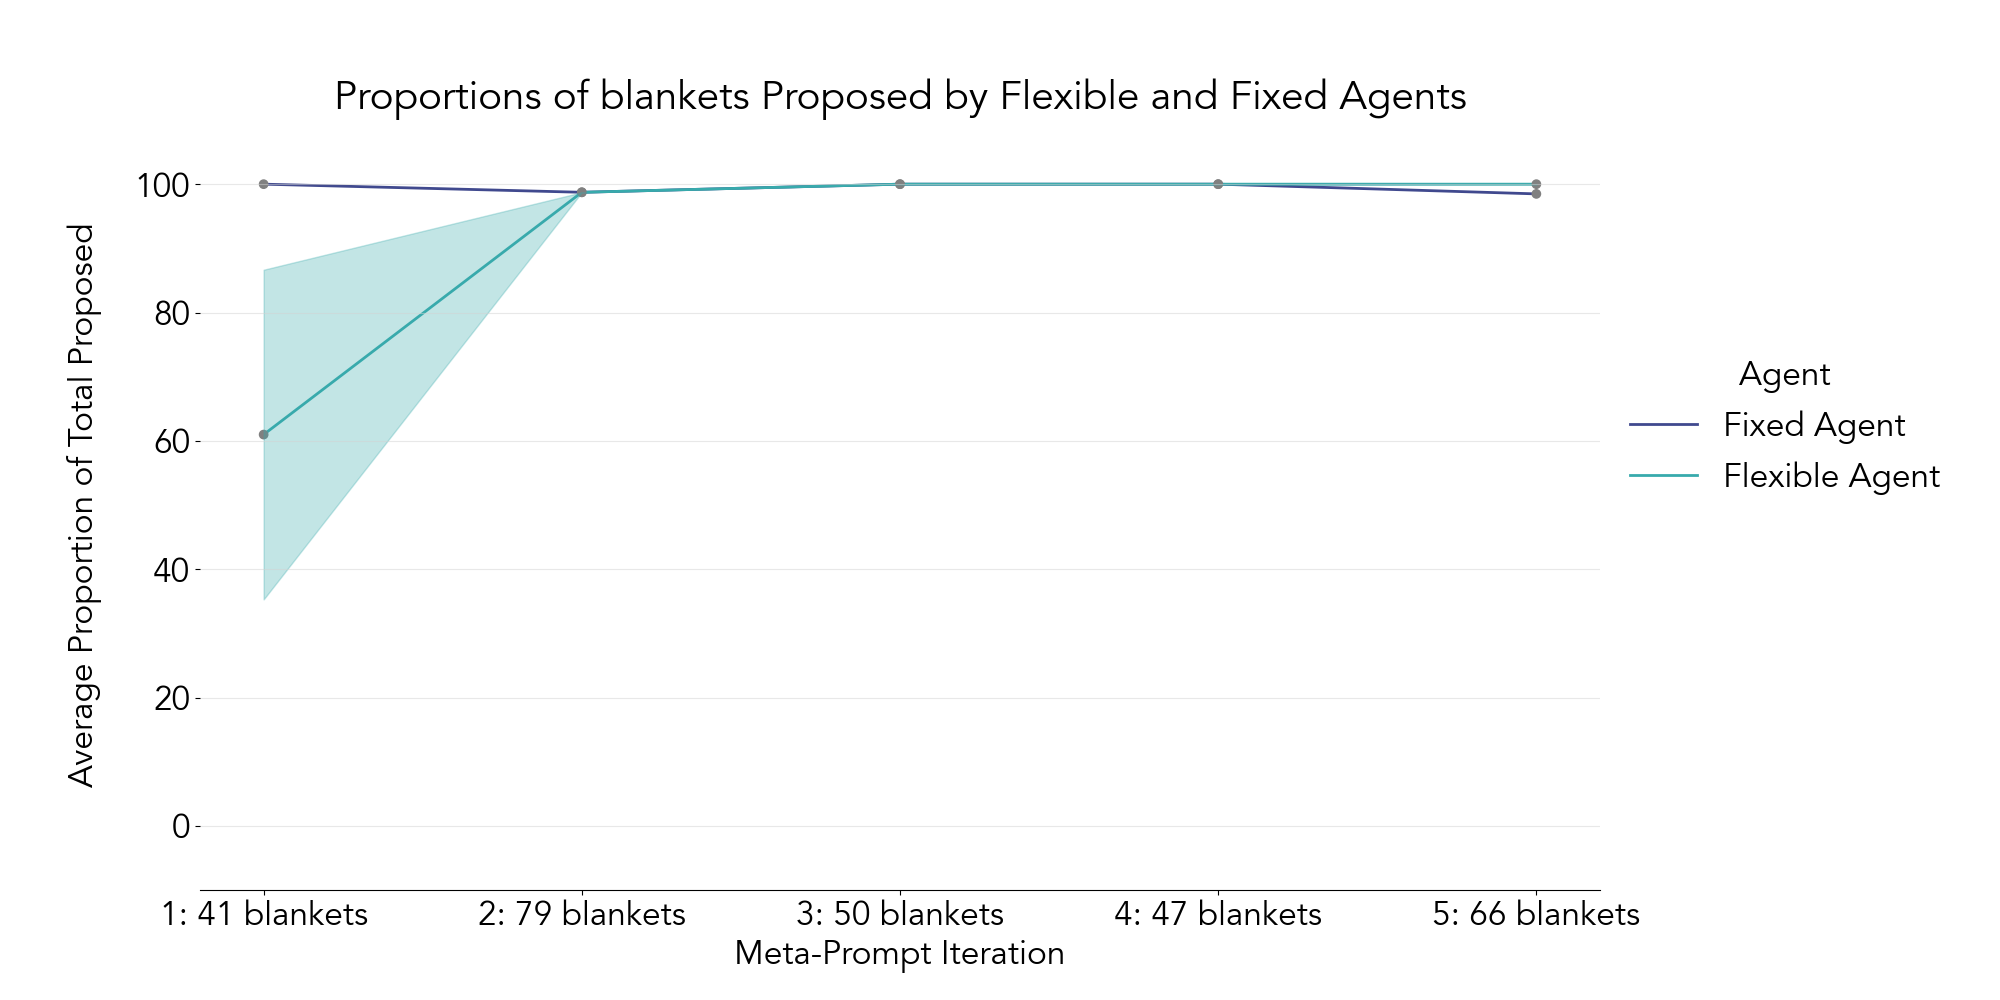 Proportions of blankets Proposed by Flexible and Fixed Agents
Average Proportion of Total Proposed
100
80
60
40
20
0
1: 41 blankets
2: 79 blankets
3: 50 blankets
4: 47 blankets
5: 66 blankets
Meta-Prompt Iteration
Agent
Fixed Agent
Flexible Agent